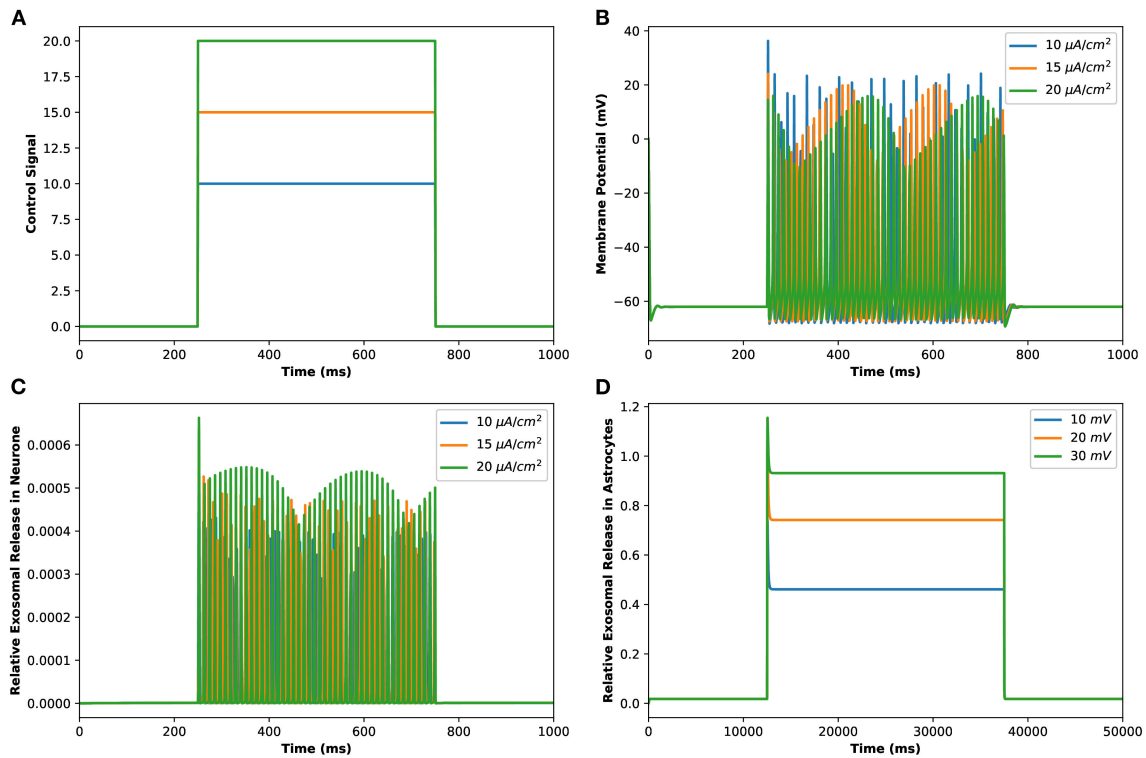 A
Control Signal
20.0
17.5
15.0
12.5
10.0
7.5
5.0
2.5
0.0
0 200 400 600 800 1000
Time (ms)
B
Membrane Potential (mV)
40
20
0
−20
−40
−60
10 μA/cm²
15 μA/cm²
20 μA/cm²
0 200 400 600 800 1000
Time (ms)
C
Relative Exosomal Release in Neurone
0.0006
0.0005
0.0004
0.0003
0.0002
0.0001
0.0000
10 μA/cm²
15 μA/cm²
20 μA/cm²
0 200 400 600 800 1000
Time (ms)
D
Relative Exosomal Release in Astrocytes
1.2
1.0
0.8
0.6
0.4
0.2
0.0
10 mV
20 mV
30 mV
0 10000 20000 30000 40000 50000
Time (ms)